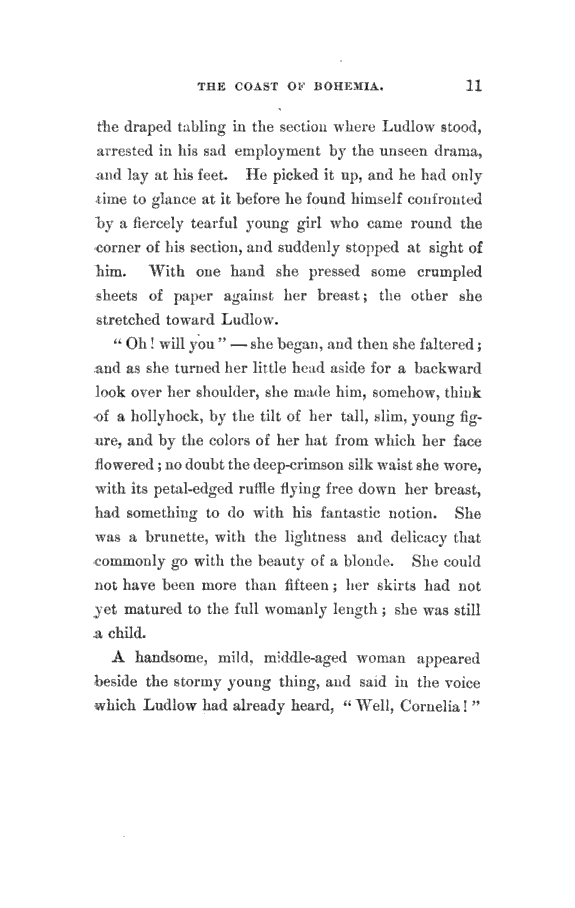 THE COAST OF BOHEMIA. 11
the draped tabling in the section where Ludlow stood,
arrested in his sad employment by the unseen drama,
and lay at his feet. He picked it up, and he had only
time to glance at it before he found himself confronted
by a fiercely tearful young girl who came round the
corner of his section, and suddenly stopped at sight of
him. With one hand she pressed some crumpled
sheets of paper against her breast; the other she
stretched toward Ludlow.
“ Oh ! will you ” — she began, and then she faltered ;
and as she turned her little head aside for a backward
look over her shoulder, she made him, somehow, think
of a hollyhock, by the tilt of her tall, slim, young fig-
ure, and by the colors of her hat from which her face
flowered ; no doubt the deep-crimson silk waist she wore,
with its petal-edged ruffle flying free down her breast,
had something to do with his fantastic notion. She
was a brunette, with the lightness and delicacy that
commonly go with the beauty of a blonde. She could
not have been more than fifteen ; her skirts had not
yet matured to the full womanly length ; she was still
a child.
A handsome, mild, middle-aged woman appeared
beside the stormy young thing, and said in the voice
which Ludlow had already heard, “ Well, Cornelia ! ”